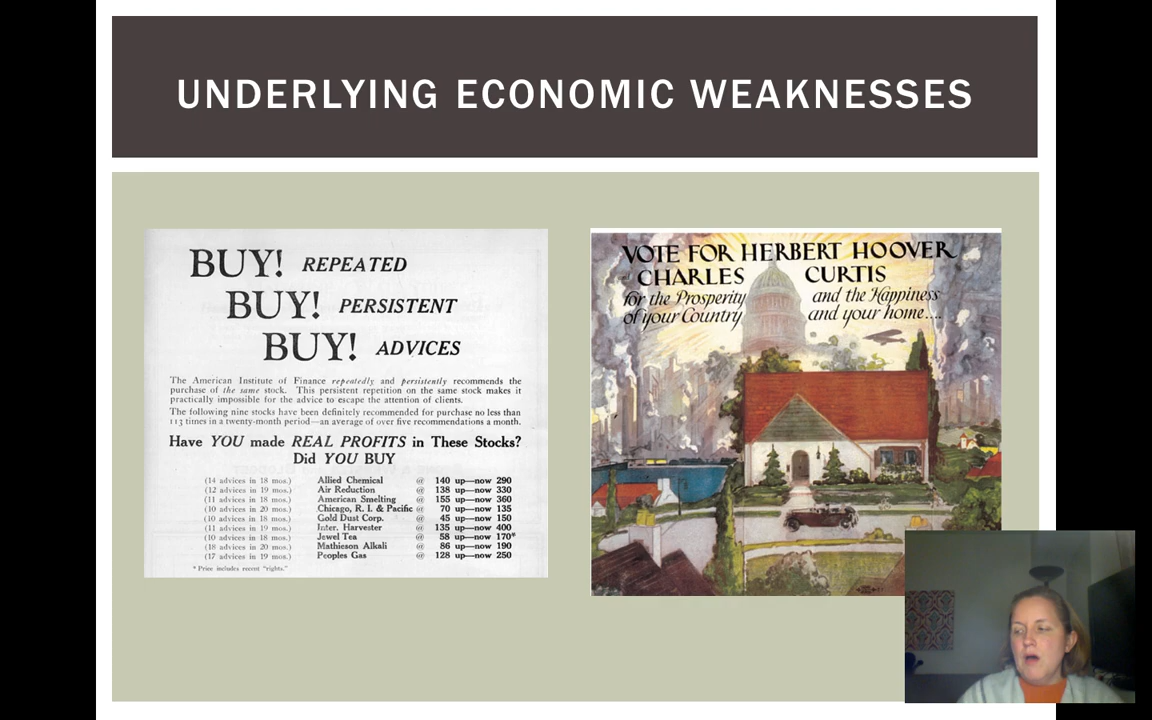 UNDERLYING ECONOMIC WEAKNESSES
BUY! REPEATED
BUY! PERSISTENT
BUY! ADVICES
The American Institute of Finance repeatedly and persistently recommends the
purchase of the same stock. This persistent repetition on the same stock makes it
practically impossible for the advice to escape the attention of clients.
The following nine stocks have been definitely recommended for purchase no less than
113 times in a twenty-month period—an average of over five recommendations a month.
Have YOU made REAL PROFITS in These Stocks?
Did YOU BUY
(14 advices in 18 mos.) Allied Chemical @ 140 up—now 290
(12 advices in 19 mos.) Air Reduction @ 138 up—now 330
(11 advices in 18 mos.) American Smelting @ 155 up—now 360
(10 advices in 20 mos.) Chicago, R. I. & Pacific @ 70 up—now 135
(10 advices in 18 mos.) Gold Dust Corp. @ 45 up—now 150
(11 advices in 19 mos.) Inter. Harvester @ 135 up—now 400
(10 advices in 18 mos.) Jewel Tea @ 58 up—now 170*
(18 advices in 20 mos.) Mathieson Alkali @ 86 up—now 190
(17 advices in 19 mos.) Peoples Gas @ 128 up—now 250
* Price includes recent "rights."
VOTE FOR HERBERT HOOVER
CHARLES CURTIS
for the Prosperity and the Happiness
of your Country and your home....